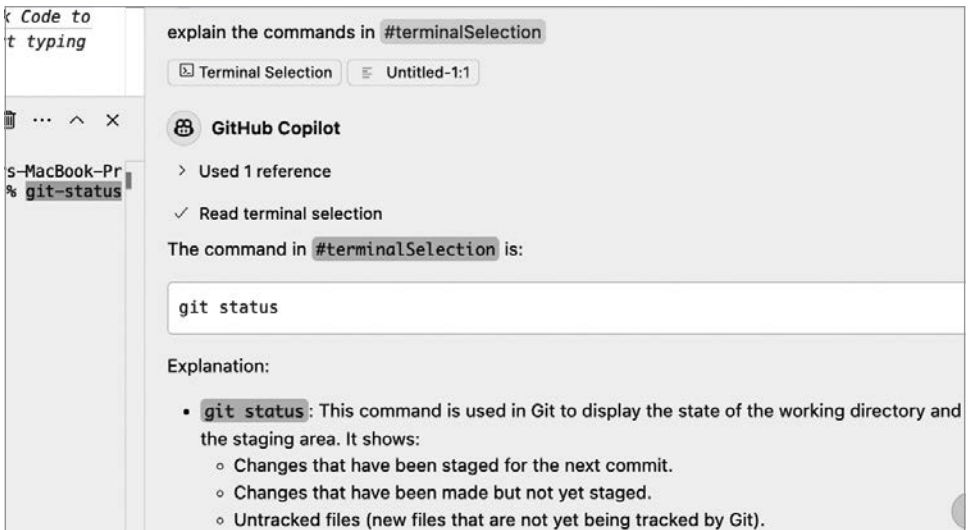 k Code to
t typing
s-MacBook-Pr
% git-status
explain the commands in #terminalSelection
Terminal Selection
Untitled-1:1
GitHub Copilot
> Used 1 reference
✓ Read terminal selection
The command in #terminalSelection is:
git status
Explanation:
• git status: This command is used in Git to display the state of the working directory and
the staging area. It shows:
◦ Changes that have been staged for the next commit.
◦ Changes that have been made but not yet staged.
◦ Untracked files (new files that are not yet being tracked by Git).